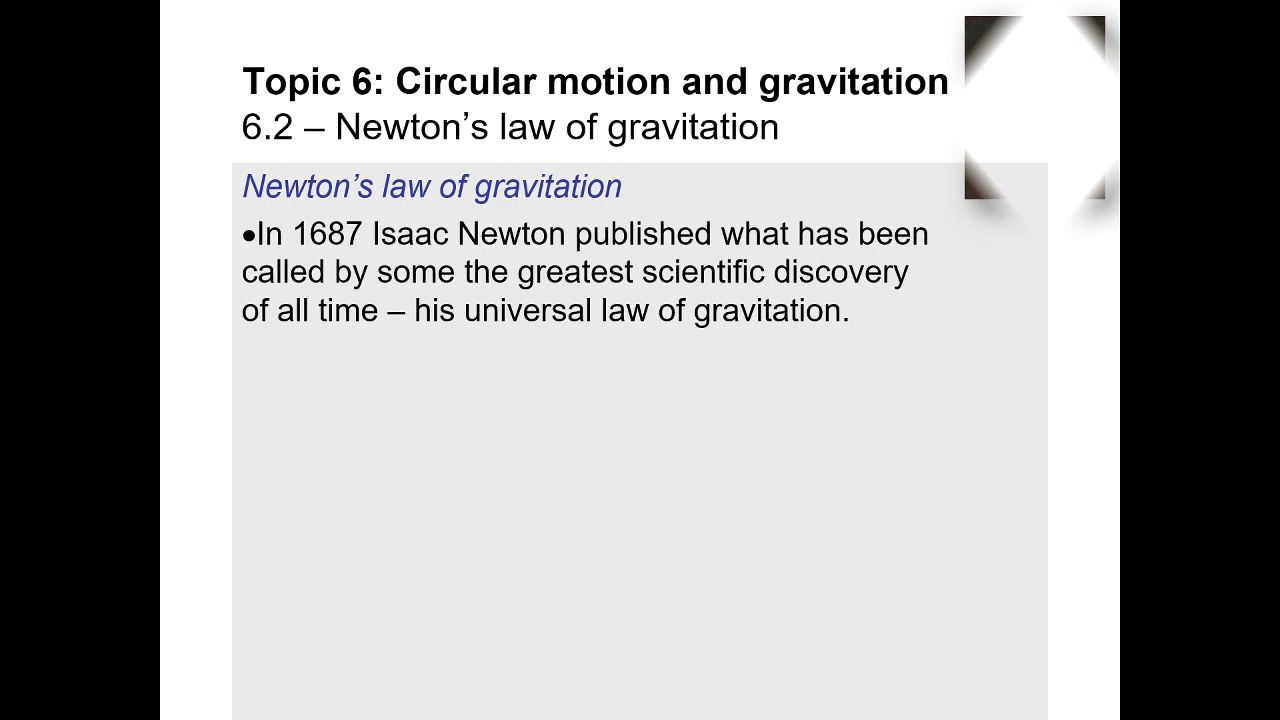 Topic 6: Circular motion and gravitation
6.2 – Newton’s law of gravitation
Newton’s law of gravitation
•In 1687 Isaac Newton published what has been
called by some the greatest scientific discovery
of all time – his universal law of gravitation.